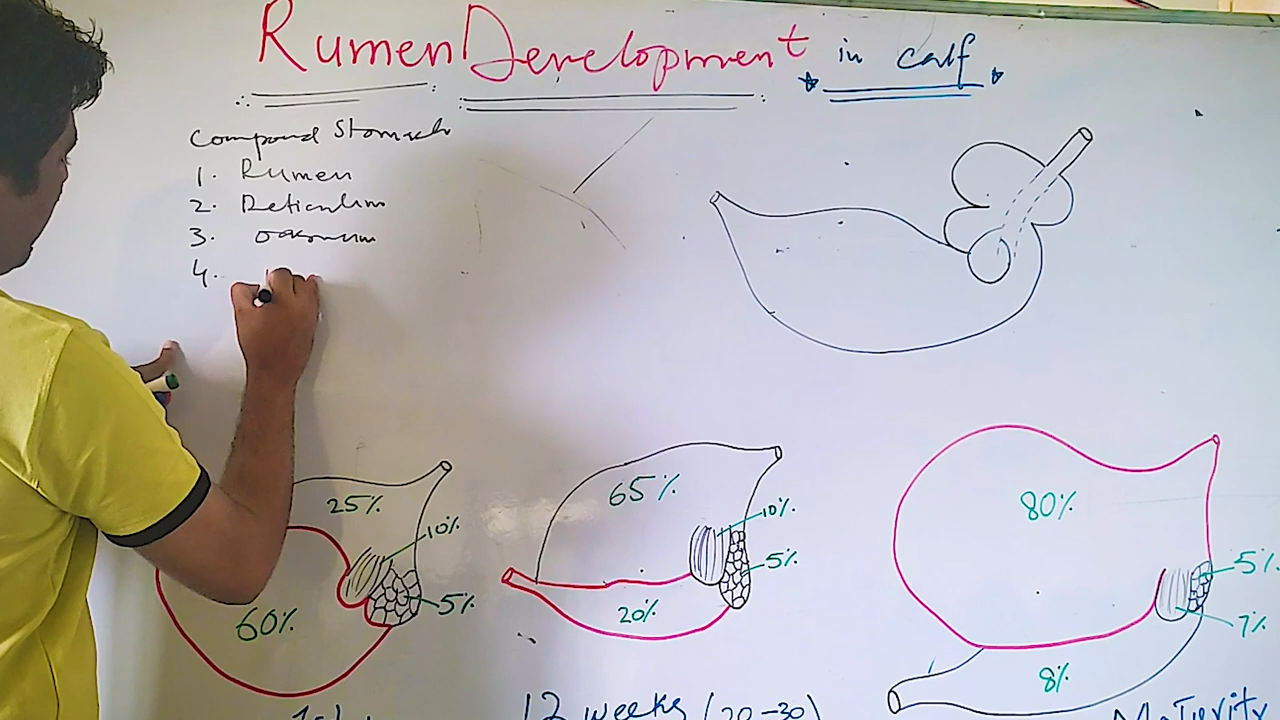 Rumen Development in calf
Compound Stomach
1. Rumen
2. Reticulum
3.
4.
25%
10%
5%
60%
65%
10%
5%
20%
12 weeks (20-30)
80%
5%
7%
8%
Maturity